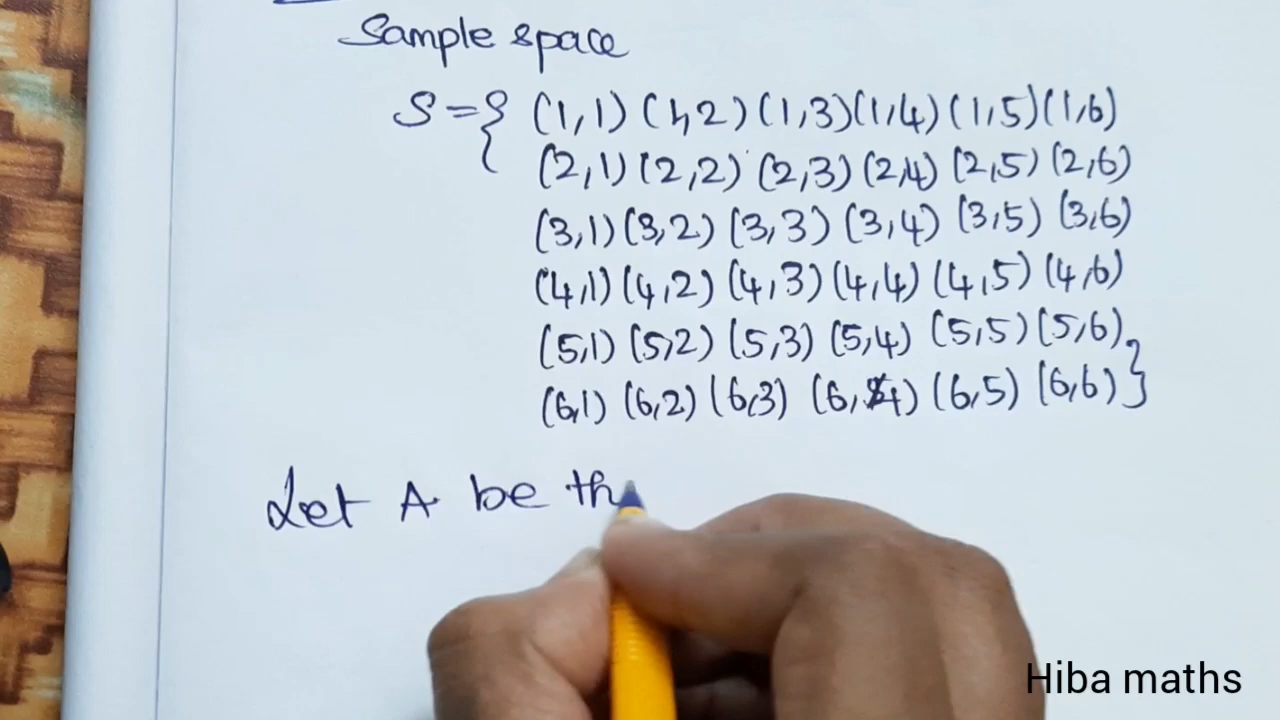 Sample space
S = { (1,1) (1,2) (1,3) (1,4) (1,5) (1,6)
(2,1) (2,2) (2,3) (2,4) (2,5) (2,6)
(3,1) (3,2) (3,3) (3,4) (3,5) (3,6)
(4,1) (4,2) (4,3) (4,4) (4,5) (4,6)
(5,1) (5,2) (5,3) (5,4) (5,5) (5,6)
(6,1) (6,2) (6,3) (6,4) (6,5) (6,6) }
Let A be th
Hiba maths